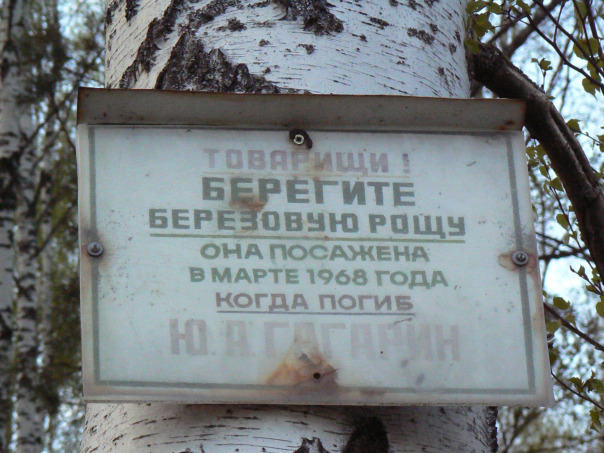 ТОВАРИЩИ!
БЕРЕГИТЕ
БЕРЕЗОВУЮ РОЩУ
ОНА ПОСАЖЕНА
В МАРТЕ 1968 ГОДА
КОГДА ПОГИБ
Ю. А. ГАГАРИН